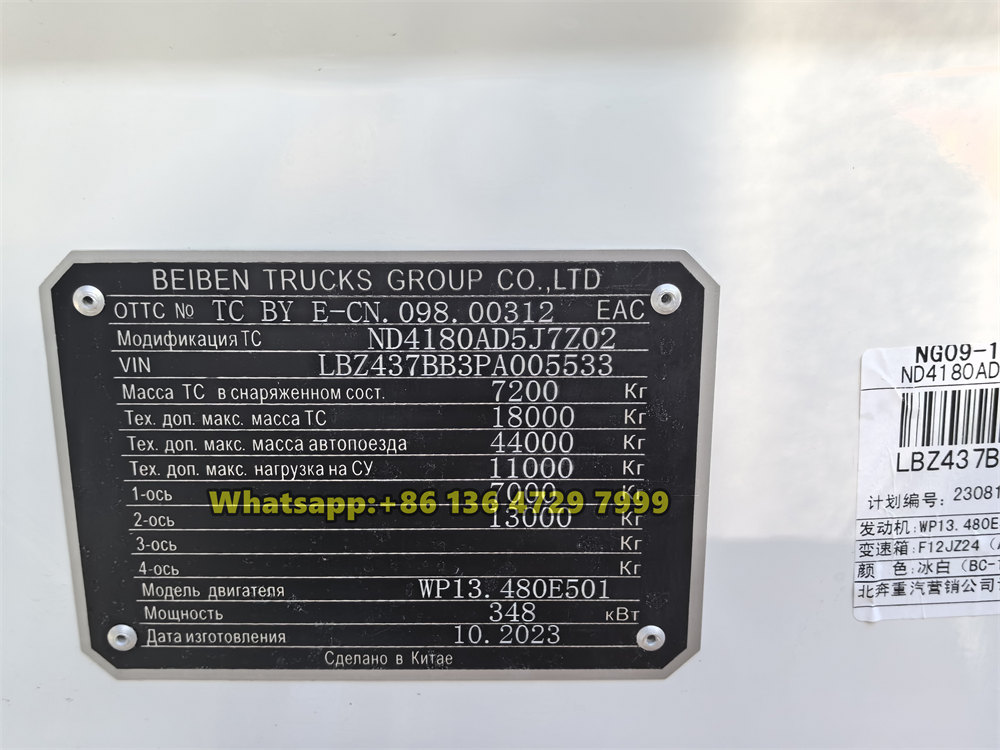 BEIBEN TRUCKS GROUP CO.,LTD
ОТТС № TC BY E-CN.098.00312 EAC
Модификация ТС ND4180AD5J7Z02
VIN LBZ437BB3PA005533
Масса ТС в снаряженном сост. 7200 Кг
Тех. доп. макс. масса ТС 18000 Кг
Тех. доп. макс. масса автопоезда 44000 Кг
Тех. доп. макс. нагрузка на СУ 11000 Кг
1-ось 7000 Кг
Whatsapp:+86 136 4729 7999
2-ось 13000 Кг
3-ось Кг
4-ось Кг
Модель двигателя WP13.480E501
Мощность 348 кВт
Дата изготовления 10.2023
Сделано в Китае
NG09-1
ND4180AD
LBZ437B
计划编号: 23081
发动机:WP13.480E
变速箱:F12JZ24 (A
颜 色:冰白 (BC-
北奔重汽营销公司